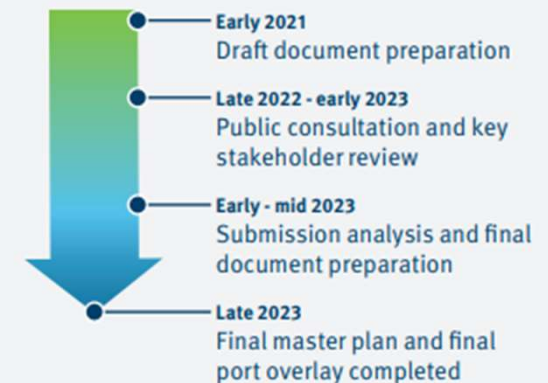 Early 2021
Draft document preparation
Late 2022 - early 2023
Public consultation and key
stakeholder review
Early - mid 2023
Submission analysis and final
document preparation
Late 2023
Final master plan and final
port overlay completed